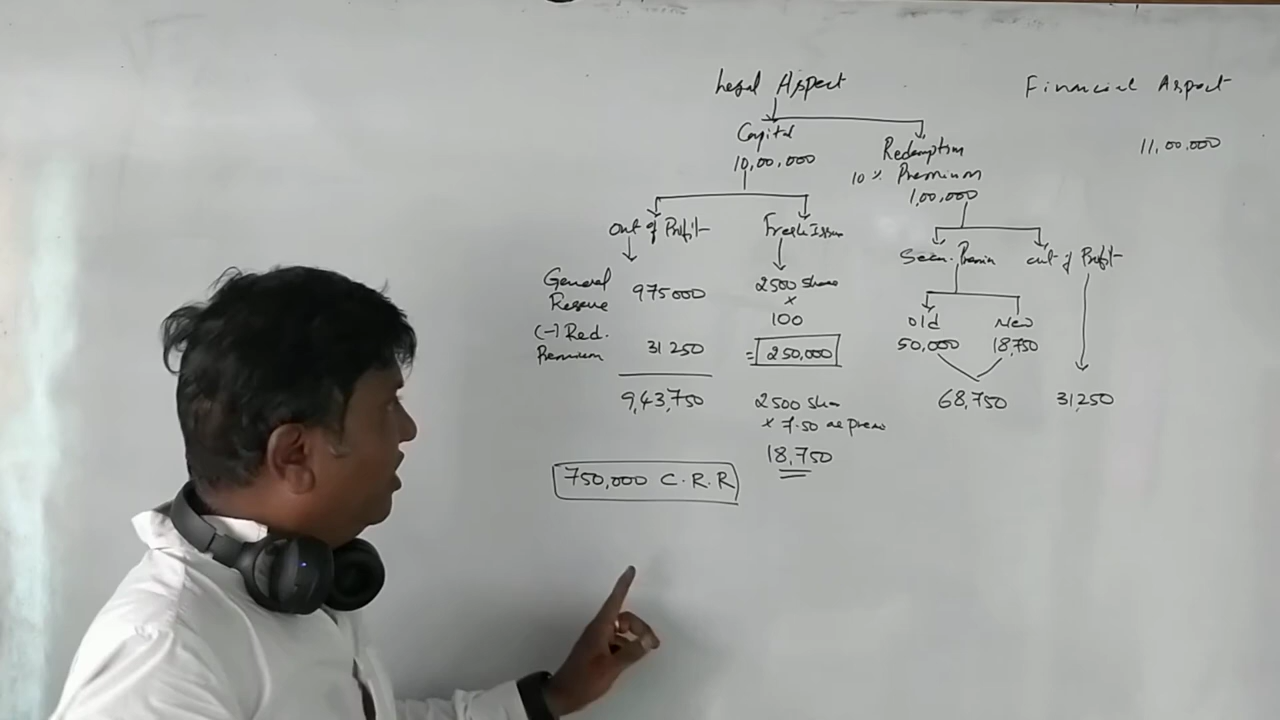 Legal Aspect
Financial Aspect
Capital
10,00,000
Redemption
10 % Premium
1,00,000
11,00,000
out of Profit
Fresh Issue
Secu. Premium
out of Profit
General
Reserve
975000
(-) Red.
Premium
31250
9,43,750
750,000 C.R.R
2500 share
x
100
= 250,000
2500 Sha
x 7.50 as prem
18,750
old
50,000
New
18,750
68,750
31,250